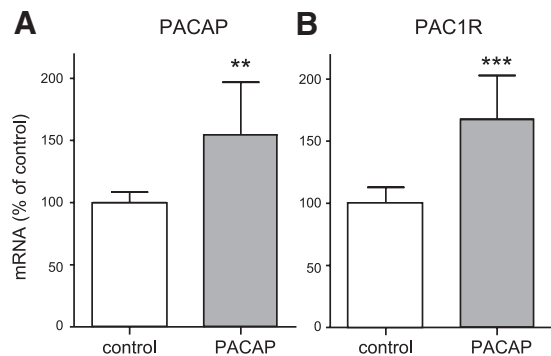 A
PACAP
mRNA (% of control)
200
150
100
50
0
**
control
PACAP
B
PAC1R
200
150
100
50
0
***
control
PACAP